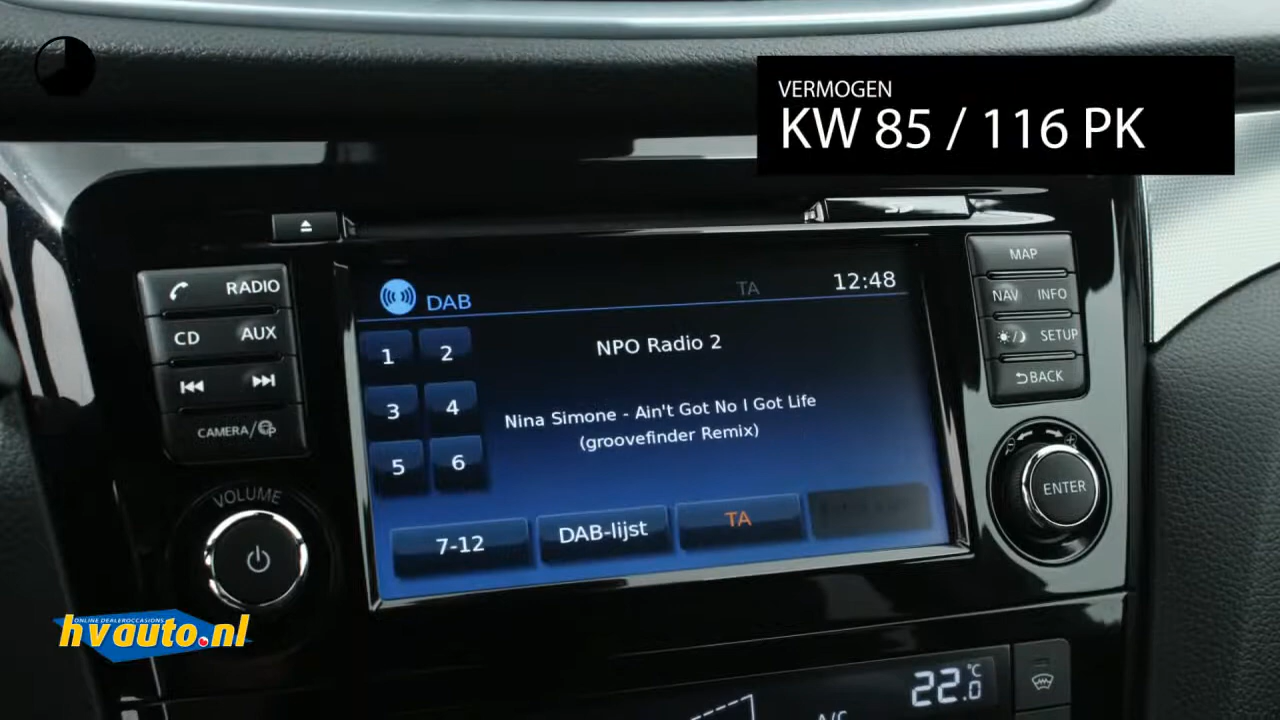 VERMOGEN
KW 85 / 116 PK
RADIO
CD AUX
CAMERA/
VOLUME
DAB
TA
12:48
1 2
3 4
5 6
NPO Radio 2
Nina Simone - Ain't Got No I Got Life
(groovefinder Remix)
7-12
DAB-lijst
TA
MAP
NAV INFO
SETUP
BACK
ENTER
ONLINE DEALEROCCASIONS
hvauto.nl
22.0 °C
A/C